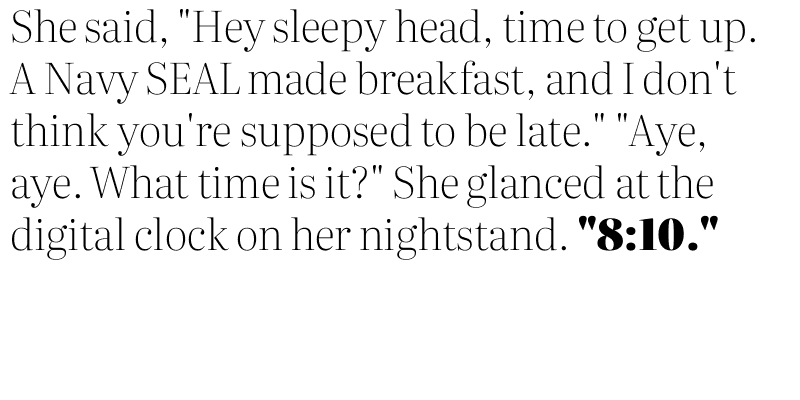 She said, "Hey sleepy head, time to get up.
A Navy SEAL made breakfast, and I don't
think you're supposed to be late." "Aye,
aye. What time is it?" She glanced at the
digital clock on her nightstand. "8:10."